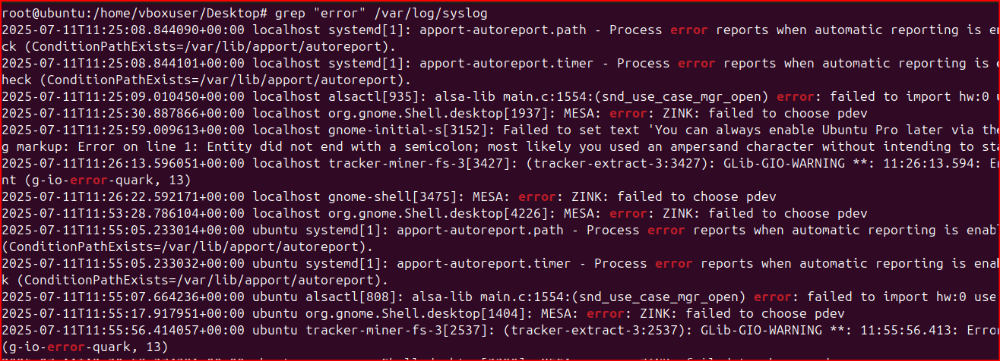 root@ubuntu:/home/vboxuser/Desktop# grep "error" /var/log/syslog
2025-07-11T11:25:08.844090+00:00 localhost systemd[1]: apport-autoreport.path - Process error reports when automatic reporting is
ck (ConditionPathExists=/var/lib/apport/autoreport).
2025-07-11T11:25:08.844101+00:00 localhost systemd[1]: apport-autoreport.timer - Process error reports when automatic reporting is
heck (ConditionPathExists=/var/lib/apport/autoreport).
2025-07-11T11:25:09.010450+00:00 localhost alsactl[935]: alsa-lib main.c:1554:(snd_use_case_mgr_open) error: failed to import hw:0
2025-07-11T11:25:30.887866+00:00 localhost org.gnome.Shell.desktop[1937]: MESA: error: ZINK: failed to choose pdev
2025-07-11T11:25:59.009613+00:00 localhost gnome-initial-s[3152]: Failed to set text 'You can always enable Ubuntu Pro later via the
g markup: Error on line 1: Entity did not end with a semicolon; most likely you used an ampersand character without intending to
2025-07-11T11:26:13.596051+00:00 localhost tracker-miner-fs-3[3427]: (tracker-extract-3:3427): GLib-GIO-WARNING **: 11:26:13.594:
nt (g-io-error-quark, 13)
2025-07-11T11:26:22.592171+00:00 localhost gnome-shell[3475]: MESA: error: ZINK: failed to choose pdev
2025-07-11T11:53:28.786104+00:00 localhost org.gnome.Shell.desktop[4226]: MESA: error: ZINK: failed to choose pdev
2025-07-11T11:55:05.233014+00:00 ubuntu systemd[1]: apport-autoreport.path - Process error reports when automatic reporting is enab
(ConditionPathExists=/var/lib/apport/autoreport).
2025-07-11T11:55:05.233032+00:00 ubuntu systemd[1]: apport-autoreport.timer - Process error reports when automatic reporting is ena
k (ConditionPathExists=/var/lib/apport/autoreport).
2025-07-11T11:55:07.664236+00:00 ubuntu alsactl[808]: alsa-lib main.c:1554:(snd_use_case_mgr_open) error: failed to import hw:0 use
2025-07-11T11:55:17.917951+00:00 ubuntu org.gnome.Shell.desktop[1404]: MESA: error: ZINK: failed to choose pdev
2025-07-11T11:55:56.414057+00:00 ubuntu tracker-miner-fs-3[2537]: (tracker-extract-3:2537): GLib-GIO-WARNING **: 11:55:56.413: Erro
(g-io-error-quark, 13)